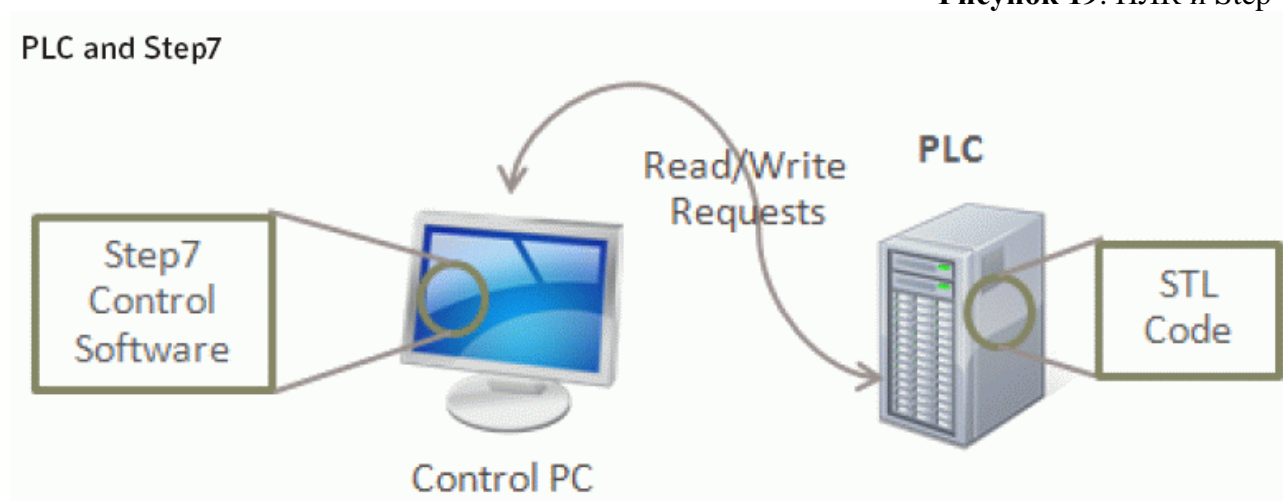 PLC and Step7
Read/Write
Requests
PLC
Step7
Control
Software
STL
Code
Control PC